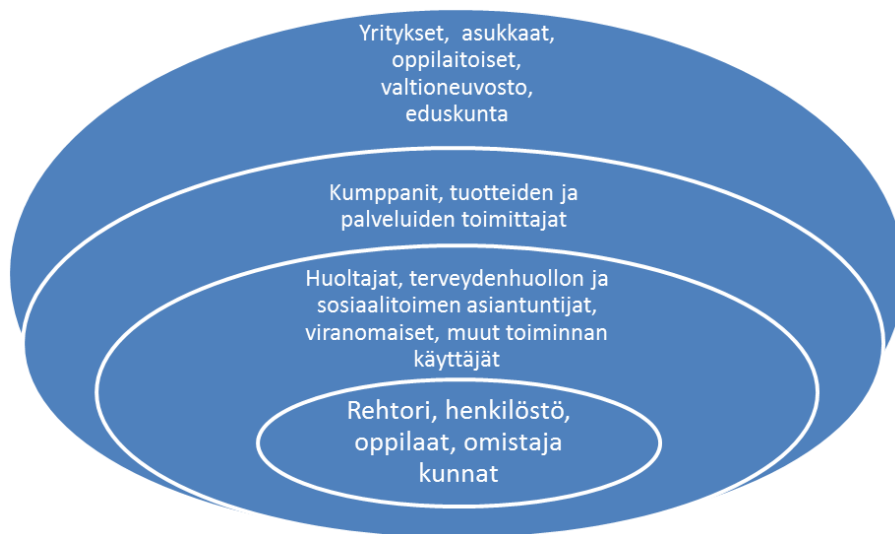 Yritykset, asukkaat,
oppilaitoiset,
valtioneuvosto,
eduskunta
Kumppanit, tuotteiden ja
palveluiden toimittajat
Huoltajat, terveydenhuollon ja
sosiaalitoimen asiantuntijat,
viranomaiset, muut toiminnan
käyttäjät
Rehtori, henkilöstö,
oppilaat, omistaja
kunnat